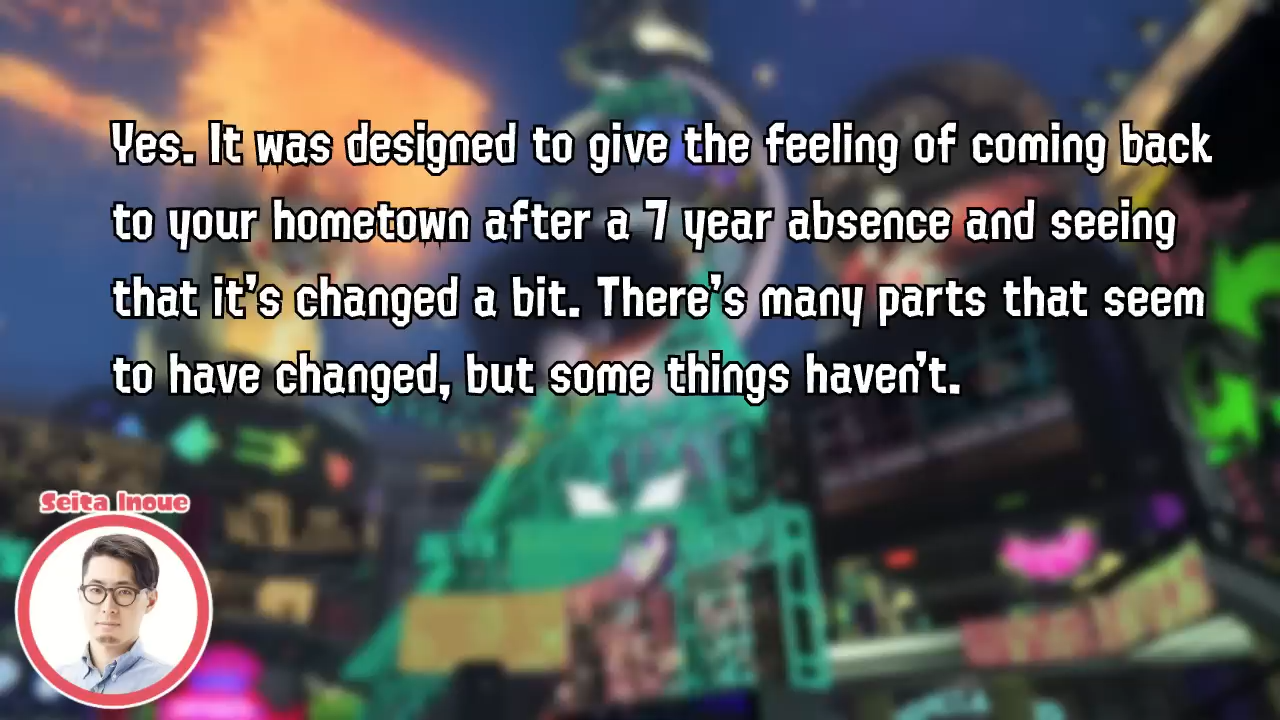 Yes. It was designed to give the feeling of coming back
to your hometown after a 7 year absence and seeing
that it's changed a bit. There's many parts that seem
to have changed, but some things haven't.
Seita Inoue